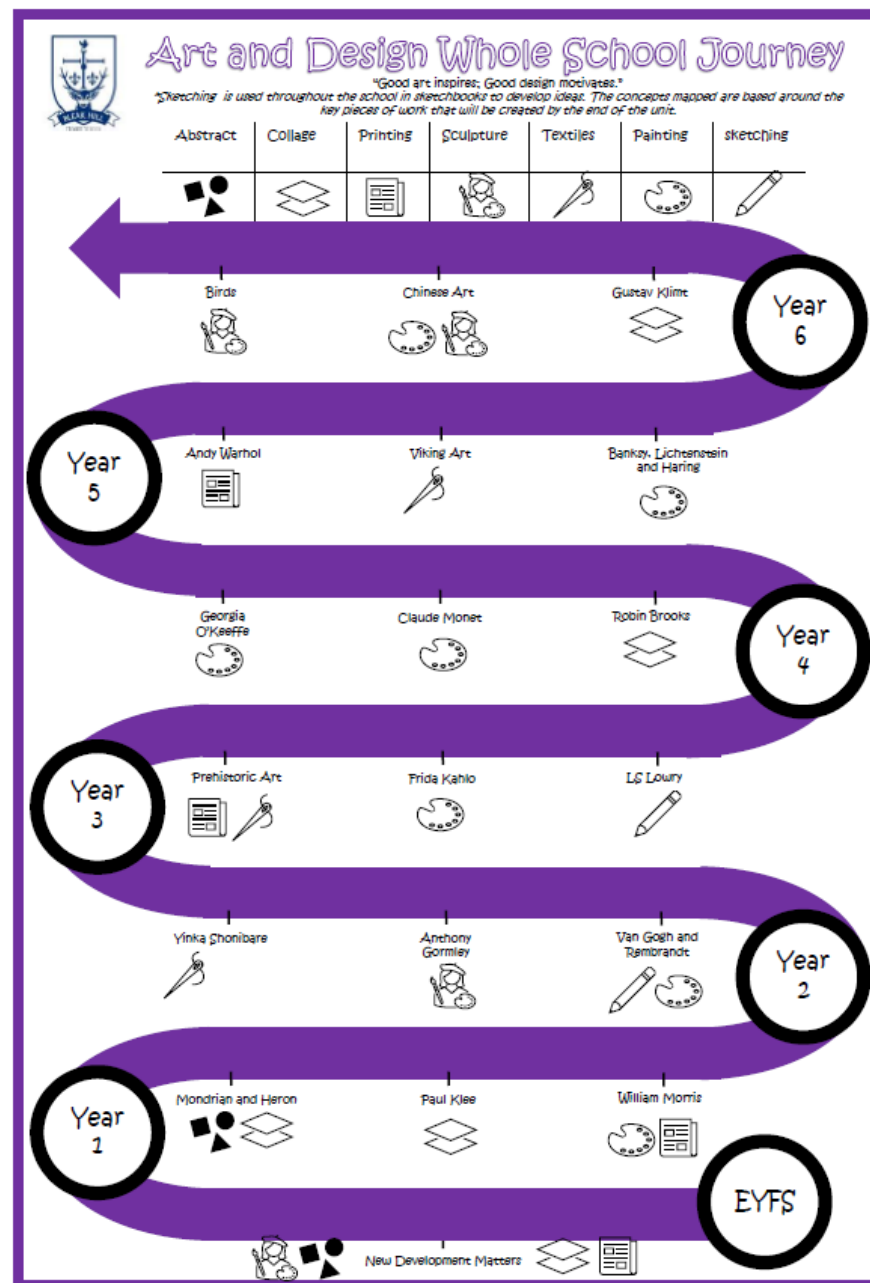 Art and Design Whole School Journey
"Good art inspires; Good design motivates."
"Sketching is used throughout the school in sketchbooks to develop ideas. The concepts mapped are based around the
key pieces of work that will be created by the end of the unit.
Abstract Collage Printing Sculpture Textiles Painting sketching
BLEAK HILL
Birds Chinese Art Gustav Klimt
Year
6
Year
5
Andy Warhol Viking Art Banksy, Lichtenstein
and Haring
Georgia
O'Keeffe Claude Monet Robin Brooks
Year
4
Year
3
Prehistoric Art Frida Kahlo LS Lowry
Yinka Shonibare Anthony
Gormley Van Gogh and
Rembrandt
Year
2
Year
1
Mondrian and Heron Paul Klee William Morris
EYFS
New Development Matters